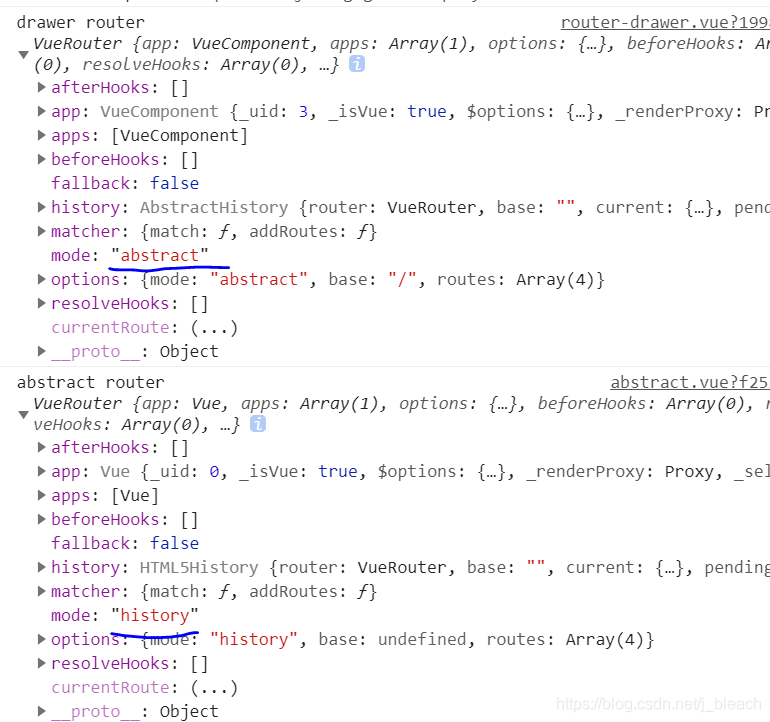 drawer router router-drawer.vue?199
VueRouter {app: VueComponent, apps: Array(1), options: {…}, beforeHooks: Ar
(0), resolveHooks: Array(0), …} i
afterHooks: []
app: VueComponent {_uid: 3, _isVue: true, $options: {…}, _renderProxy: Pr
apps: [VueComponent]
beforeHooks: []
fallback: false
history: AbstractHistory {router: VueRouter, base: "", current: {…}, pend
matcher: {match: ƒ, addRoutes: ƒ}
mode: "abstract"
options: {mode: "abstract", base: "/", routes: Array(4)}
resolveHooks: []
currentRoute: (...)
__proto__: Object
abstract router abstract.vue?f25
VueRouter {app: Vue, apps: Array(1), options: {…}, beforeHooks: Array(0), r
veHooks: Array(0), …} i
afterHooks: []
app: Vue {_uid: 0, _isVue: true, $options: {…}, _renderProxy: Proxy, _sel
apps: [Vue]
beforeHooks: []
fallback: false
history: HTML5History {router: VueRouter, base: "", current: {…}, pending
matcher: {match: ƒ, addRoutes: ƒ}
mode: "history"
options: {mode: "history", base: undefined, routes: Array(4)}
resolveHooks: []
currentRoute: (...)
__proto__: Object
https://blog.csdn.net/j_bleach